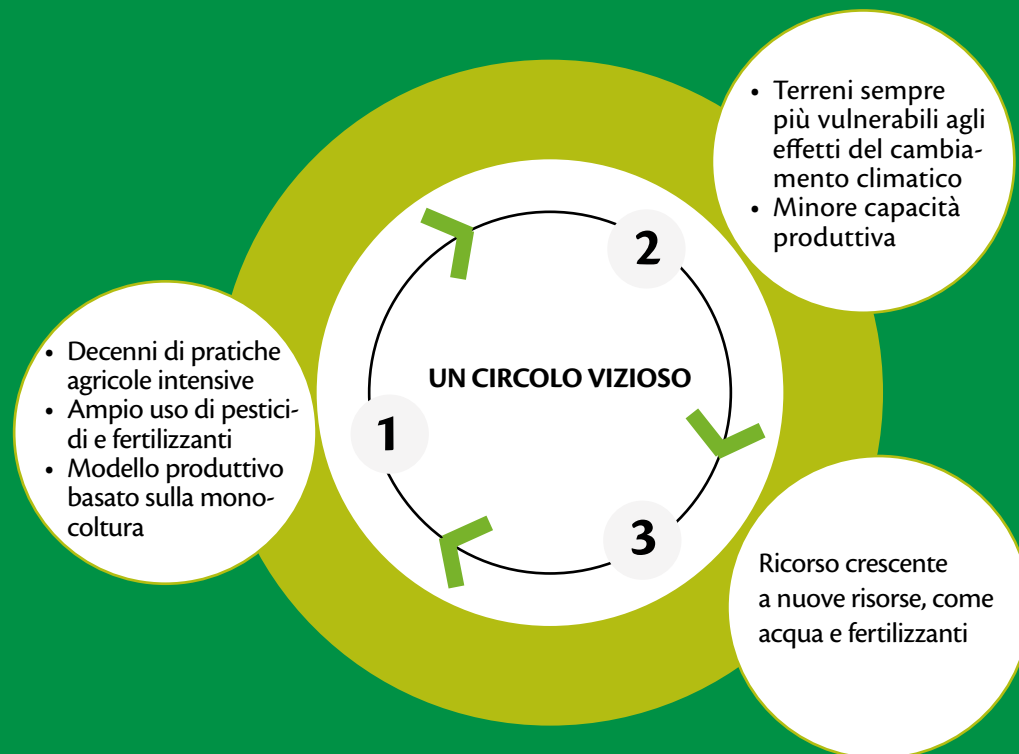 • Terreni sempre
più vulnerabili agli
effetti del cambia-
mento climatico
• Minore capacità
produttiva
2
• Decenni di pratiche
agricole intensive
• Ampio uso di pestici-
di e fertilizzanti
• Modello produttivo
basato sulla mono-
coltura
UN CIRCOLO VIZIOSO
1
3
Ricorso crescente
a nuove risorse, come
acqua e fertilizzanti